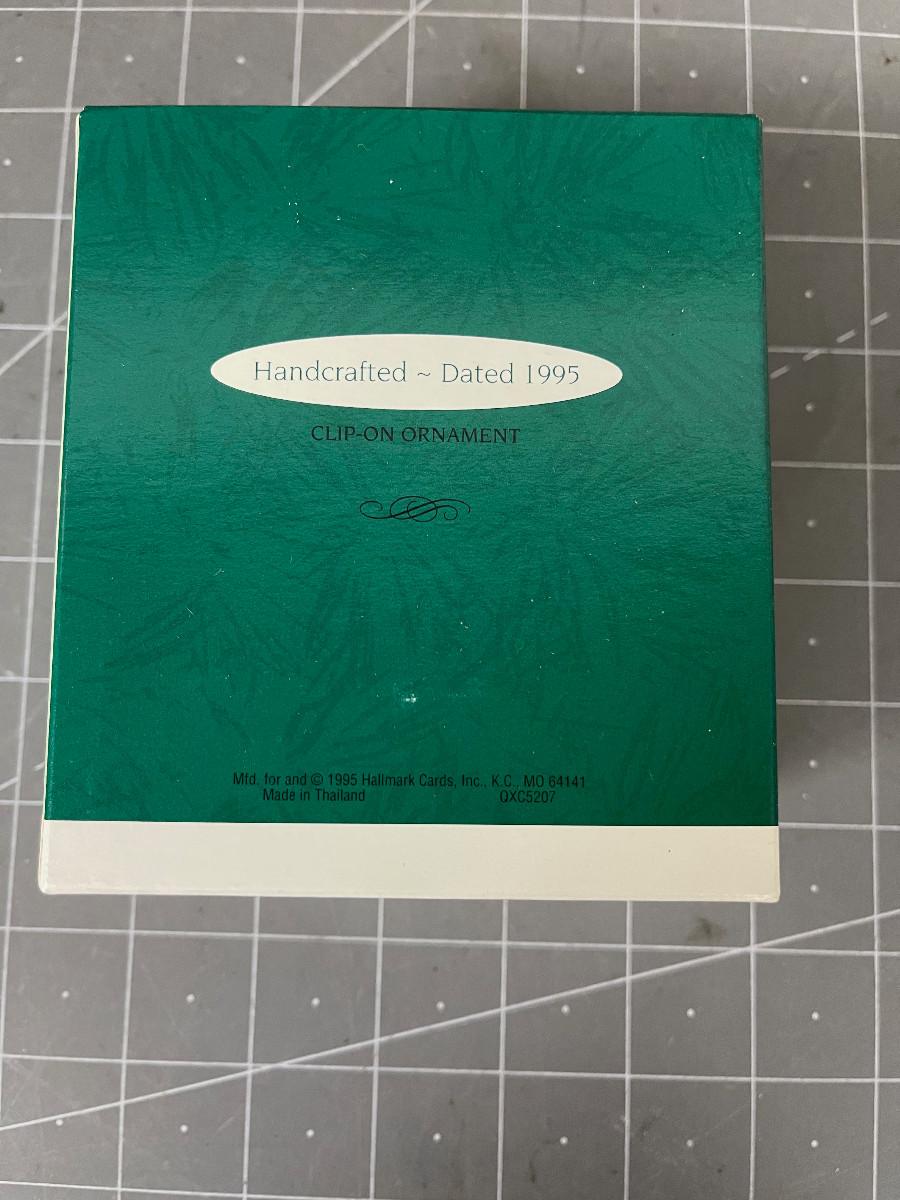 Handcrafted ~ Dated 1995
CLIP-ON ORNAMENT
Mfd. for and © 1995 Hallmark Cards, Inc., K.C., MO 64141
Made in Thailand QXC5207